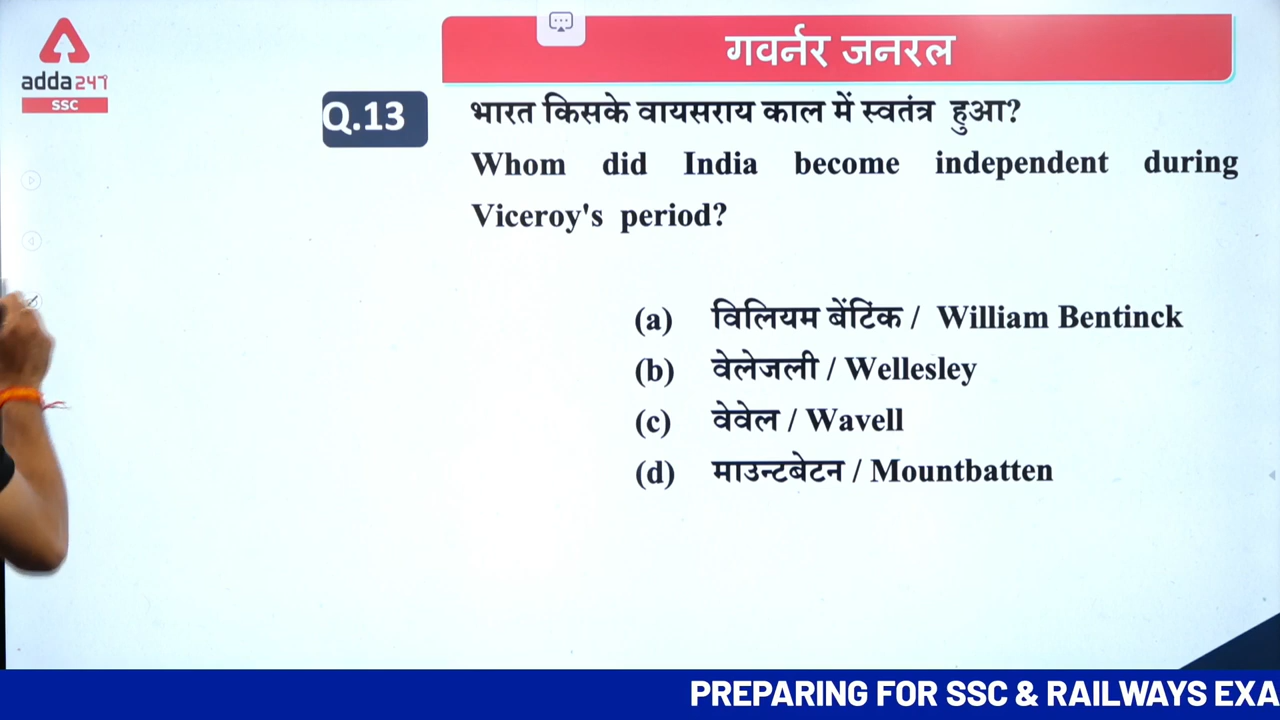 adda247
SSC
गवर्नर जनरल
Q.13
भारत किसके वायसराय काल में स्वतंत्र हुआ?
Whom did India become independent during
Viceroy's period?
(a) विलियम बेंटिंक / William Bentinck
(b) वेलेजली / Wellesley
(c) वेवेल / Wavell
(d) माउन्टबेटन / Mountbatten
PREPARING FOR SSC & RAILWAYS EXA